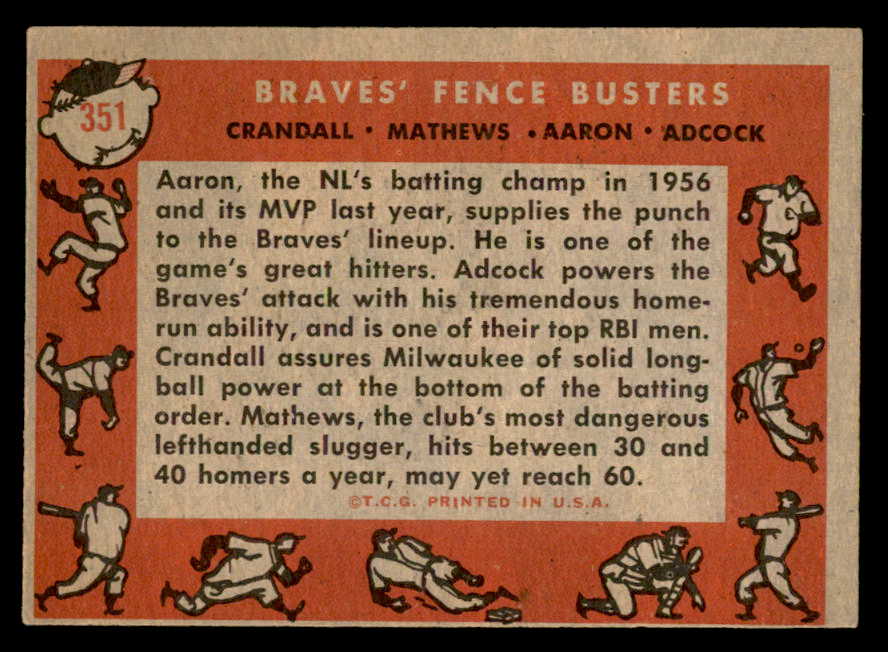 351
BRAVES' FENCE BUSTERS
CRANDALL • MATHEWS • AARON • ADCOCK
Aaron, the NL's batting champ in 1956
and its MVP last year, supplies the punch
to the Braves' lineup. He is one of the
game's great hitters. Adcock powers the
Braves' attack with his tremendous home-
run ability, and is one of their top RBI men.
Crandall assures Milwaukee of solid long-
ball power at the bottom of the batting
order. Mathews, the club's most dangerous
lefthanded slugger, hits between 30 and
40 homers a year, may yet reach 60.
©T.C.G. PRINTED IN U.S.A.